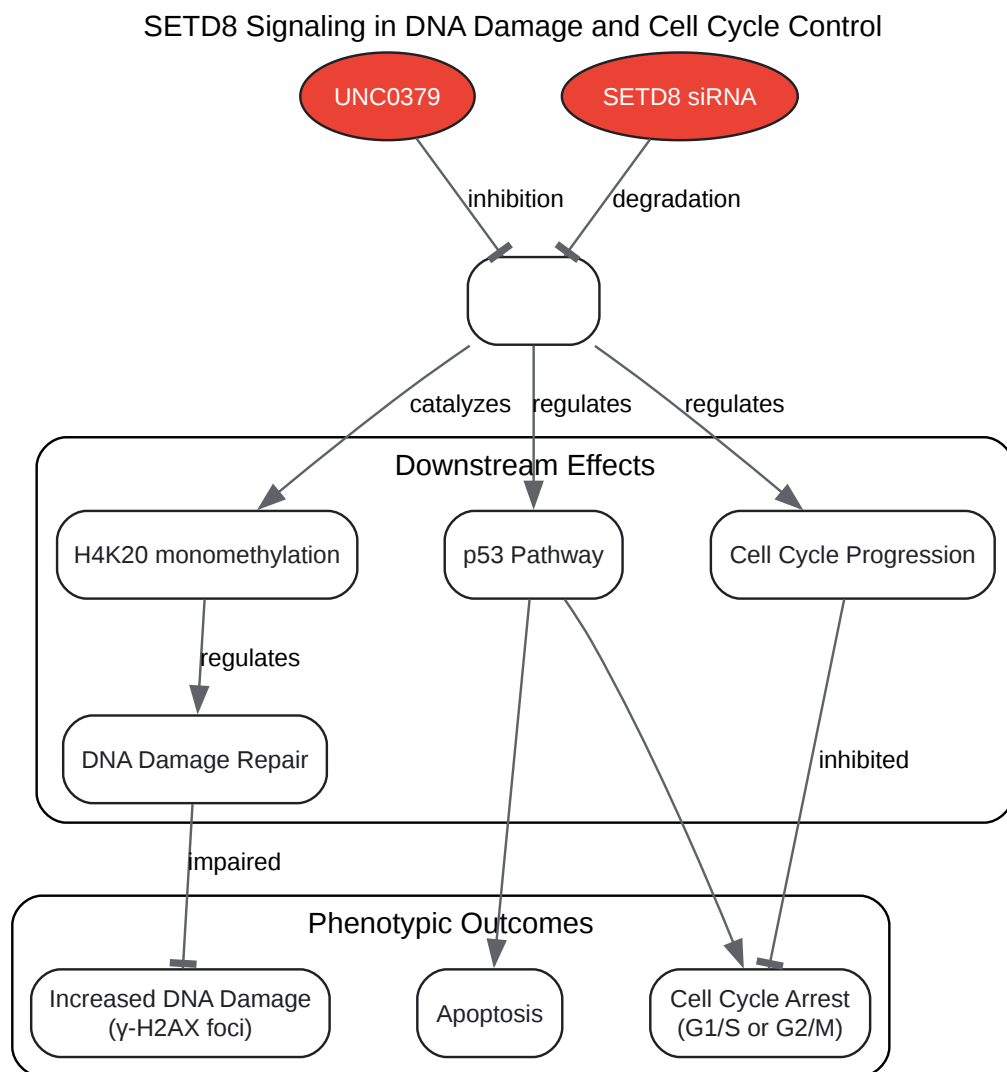 SETD8 Signaling in DNA Damage and Cell Cycle Control
UNC0379
SETD8 siRNA
inhibition
degradation
catalyzes
regulates
regulates
Downstream Effects
H4K20 monomethylation
p53 Pathway
Cell Cycle Progression
regulates
DNA Damage Repair
inhibited
impaired
Phenotypic Outcomes
Increased DNA Damage
(γ-H2AX foci)
Apoptosis
Cell Cycle Arrest
(G1/S or G2/M)